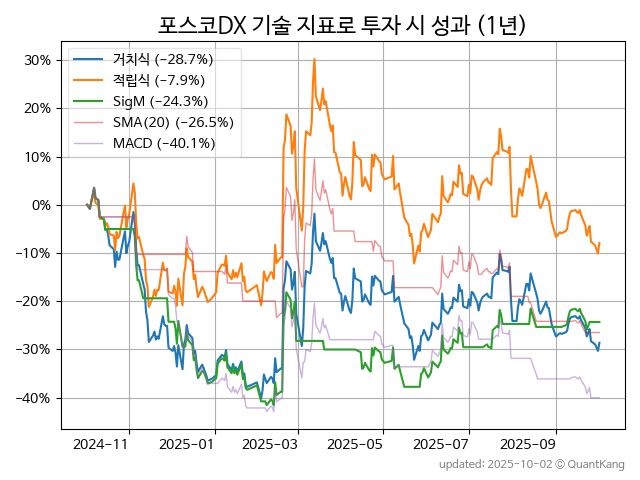 포스코DX 기술 지표로 투자 시 성과 (1년)
거치식 (−28.7%)
적립식 (−7.9%)
SigM (−24.3%)
SMA(20) (−26.5%)
MACD (−40.1%)
30%
20%
10%
0%
−10%
−20%
−30%
−40%
2024-11
2025-01
2025-03
2025-05
2025-07
2025-09
updated: 2025-10-02 ⓒ QuantKang